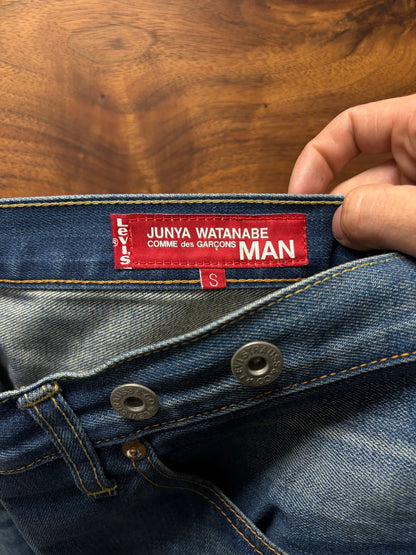 LEVI'S
®
JUNYA WATANABE
COMME des GARÇONS MAN
S